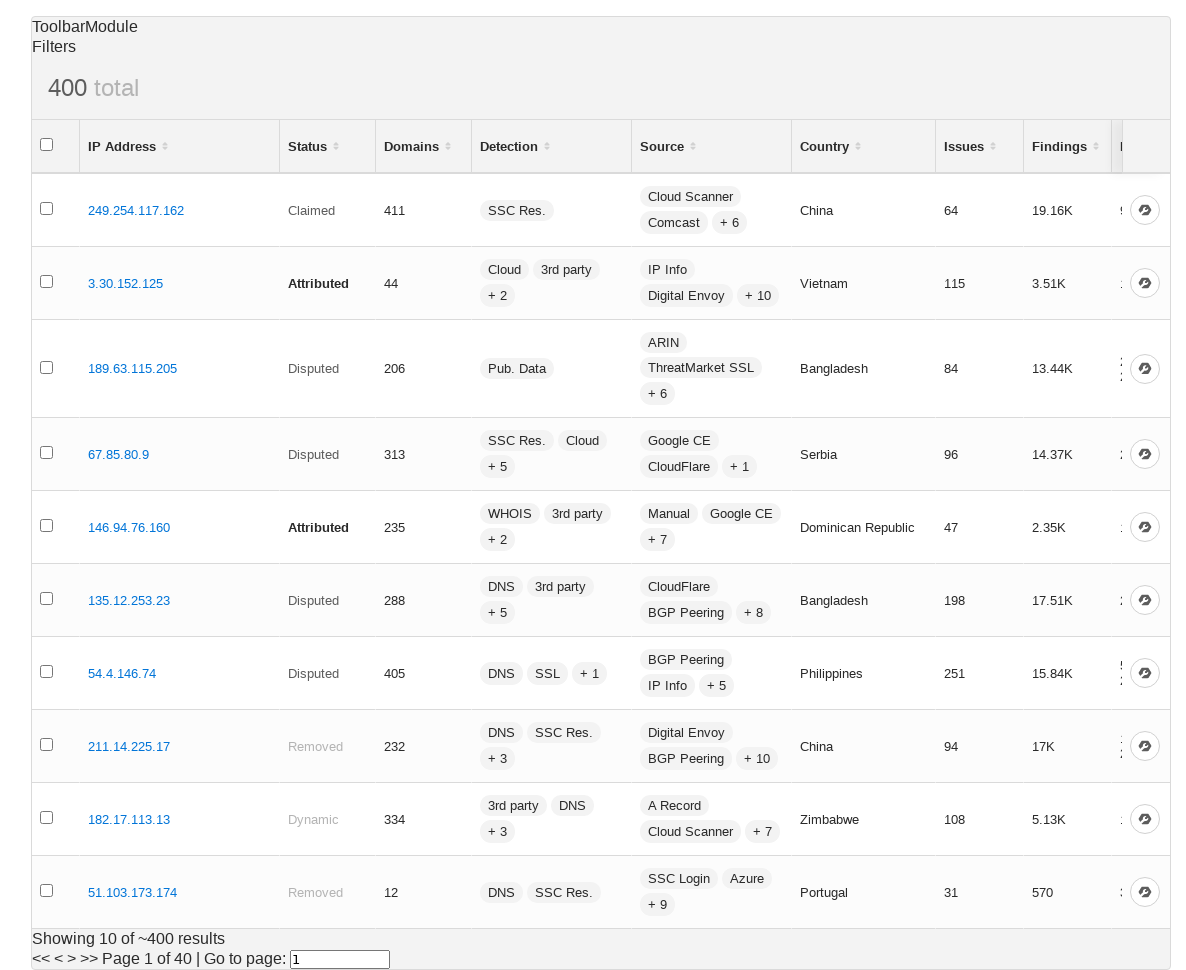 ToolbarModule
Filters
400 total
IP Address Status Domains Detection Source Country Issues Findings
249.254.117.162 Claimed 411 SSC Res. Cloud Scanner Comcast + 6 China 64 19.16K
3.30.152.125 Attributed 44 Cloud 3rd party + 2 IP Info Digital Envoy + 10 Vietnam 115 3.51K
189.63.115.205 Disputed 206 Pub. Data ARIN ThreatMarket SSL + 6 Bangladesh 84 13.44K
67.85.80.9 Disputed 313 SSC Res. Cloud + 5 Google CE CloudFlare + 1 Serbia 96 14.37K
146.94.76.160 Attributed 235 WHOIS 3rd party + 2 Manual Google CE + 7 Dominican Republic 47 2.35K
135.12.253.23 Disputed 288 DNS 3rd party + 5 CloudFlare BGP Peering + 8 Bangladesh 198 17.51K
54.4.146.74 Disputed 405 DNS SSL + 1 BGP Peering IP Info + 5 Philippines 251 15.84K
211.14.225.17 Removed 232 DNS SSC Res. + 3 Digital Envoy BGP Peering + 10 China 94 17K
182.17.113.13 Dynamic 334 3rd party DNS + 3 A Record Cloud Scanner + 7 Zimbabwe 108 5.13K
51.103.173.174 Removed 12 DNS SSC Res. SSC Login Azure + 9 Portugal 31 570
Showing 10 of ~400 results
<< < > >> Page 1 of 40 | Go to page: 1